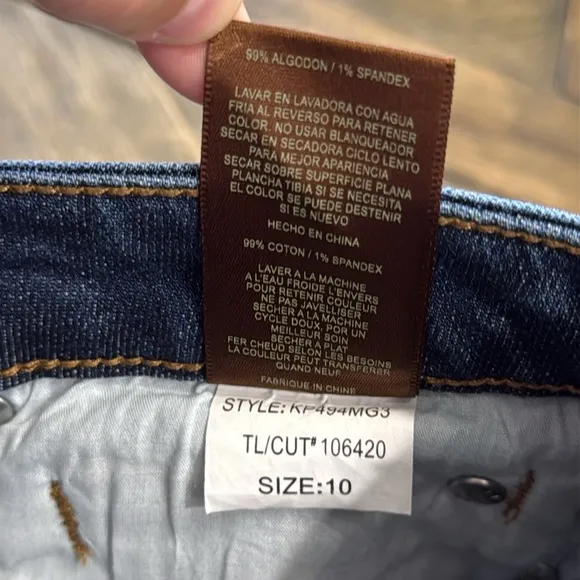 99% ALGODON / 1% SPANDEX
LAVAR EN LAVADORA CON AGUA
FRIA AL REVERSO PARA RETENER
COLOR. NO USAR BLANQUEADOR
SECAR EN SECADORA CICLO LENTO
PARA MEJOR APARIENCIA
SECAR SOBRE SUPERFICIE PLANA
PLANCHA TIBIA SI SE NECESITA
EL COLOR SE PUEDE DESTENIR
SI ES NUEVO
HECHO EN CHINA
99% COTON / 1% SPANDEX
LAVER A LA MACHINE
A L'EAU FROIDE L'ENVERS
POUR RETENIR COULEUR
NE PAS JAVELLISER
SÉCHER À LA MACHINE
CYCLE DOUX, POR UN
MEILLEUR SOIN
SÉCHER À PLAT
FER CHEUD SELON LES BESOINS
LA COULEUR PEUT TRANSFERER
QUAND NEUF
FABRIQUE IN CHINE
STYLE: KP494MG3
TL/CUT# 106420
SIZE:10